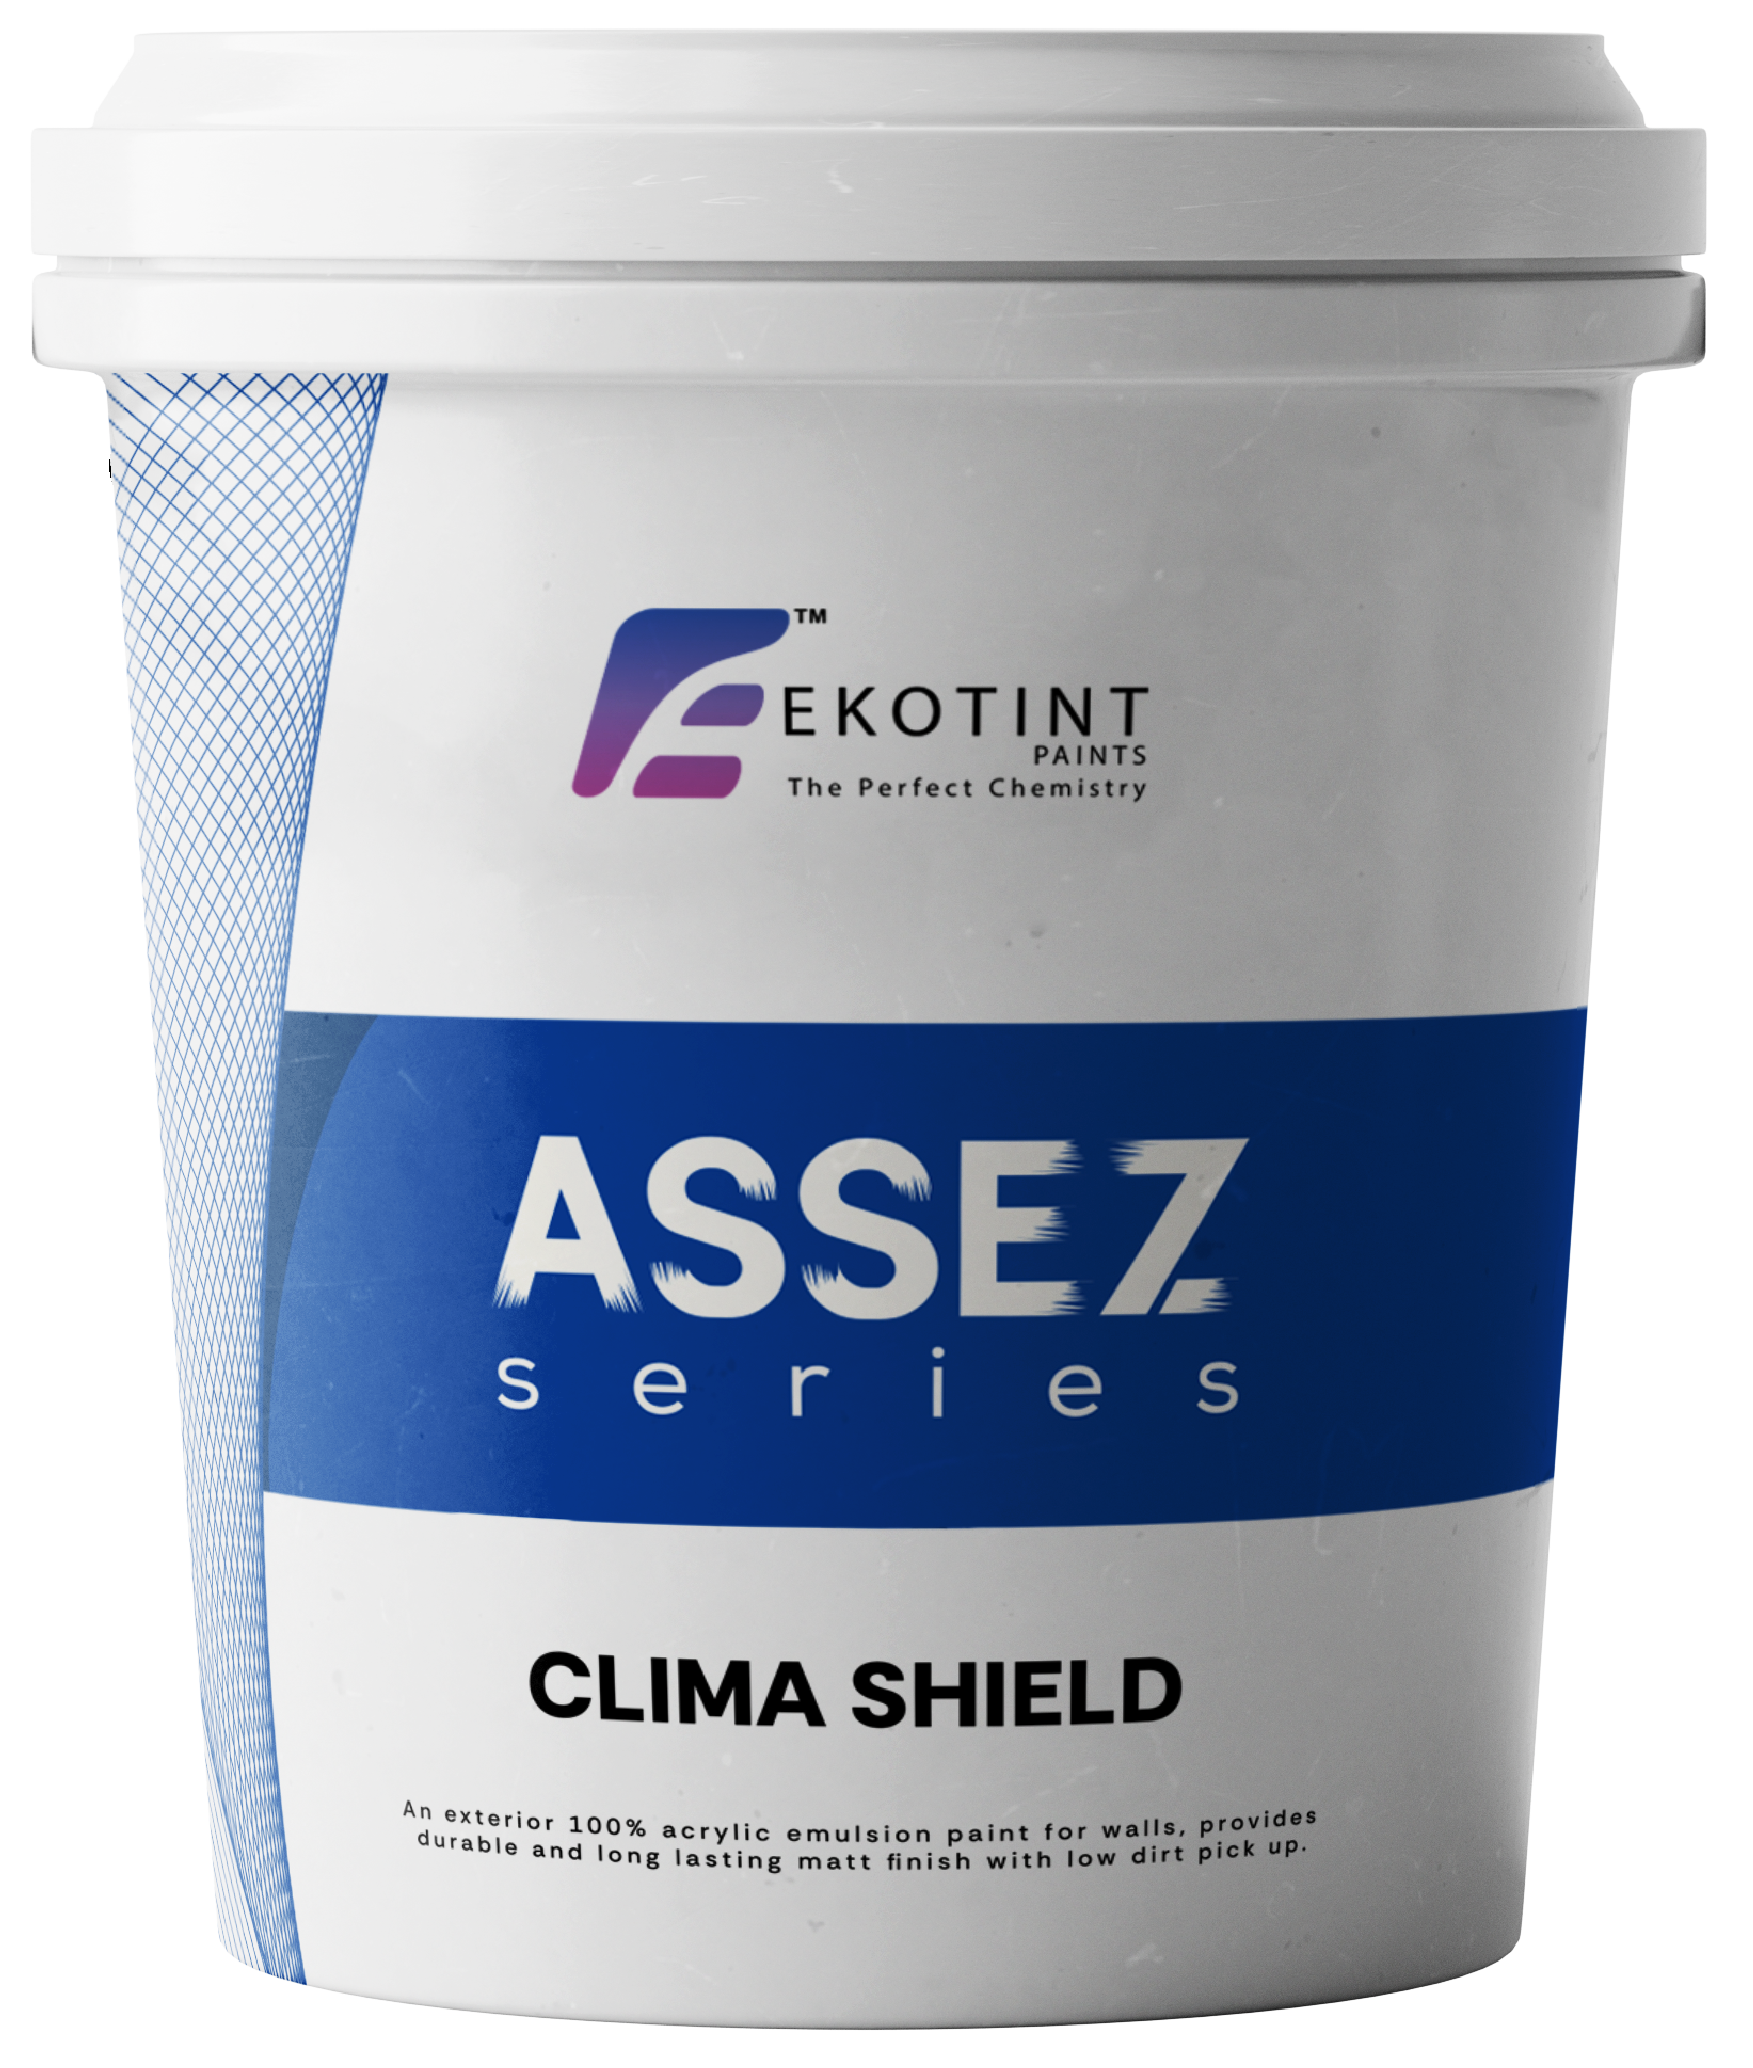 TM
EKOTINT
PAINTS
The Perfect Chemistry
ASSEZ
series
CLIMA SHIELD
An exterior 100% acrylic emulsion paint for walls, provides
durable and long lasting matt finish with low dirt pick up.